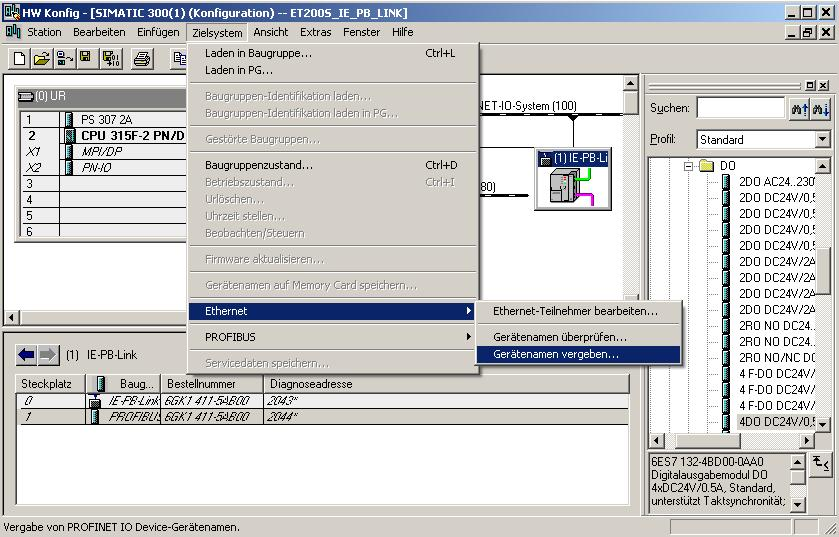 HW Konfig - [SIMATIC 300(1) (Konfiguration) -- ET200S_IE_PB_LINK]
Station Bearbeiten Einfügen Zielsystem Ansicht Extras Fenster Hilfe
Laden in Baugruppe... Ctrl+L
Laden in PG...
Baugruppen-Identifikation laden...
Baugruppen-Identifikation laden in PG...
Gestörte Baugruppen...
Baugruppenzustand... Ctrl+D
Betriebszustand... Ctrl+I
Urlöschen...
Uhrzeit stellen...
Beobachten/Steuern
Firmware aktualisieren...
Gerätenamen auf Memory Card speichern...
Ethernet
PROFIBUS
Servicedaten speichern...
Ethernet-Teilnehmer bearbeiten...
Gerätenamen überprüfen...
Gerätenamen vergeben...
(0) UR
1 PS 307 2A
2 CPU 315F-2 PN/D
X1 MPI/DP
X2 PN-IO
3
4
5
6
NET-IO-System (100)
(1) IE-PB-Li
80)
Suchen:
Profil: Standard
DO
2DO AC24..230
2DO DC24V/0,5
2DO DC24V/0,5
2DO DC24V/0,5
2DO DC24V/2A
2DO DC24V/2A
2DO DC24V/2A
2RO NO DC24..
2RO NO DC24..
2RO NO/NC DC
4 F-DO DC24V/
4 F-DO DC24V/
4 F-DO DC24V/
4DO DC24V/0,5
(1) IE-PB-Link
Steckplatz Baug... Bestellnummer Diagnoseadresse
0 IE-PB-Link 6GK1 411-5AB00 2043*
1 PROFIBUS 6GK1 411-5AB00 2044*
6ES7 132-4BD00-0AA0
Digitalausgabemodul DO
4xDC24V/0.5A, Standard,
unterstützt Taktsynchronität;
Vergabe von PROFINET IO Device-Gerätenamen.